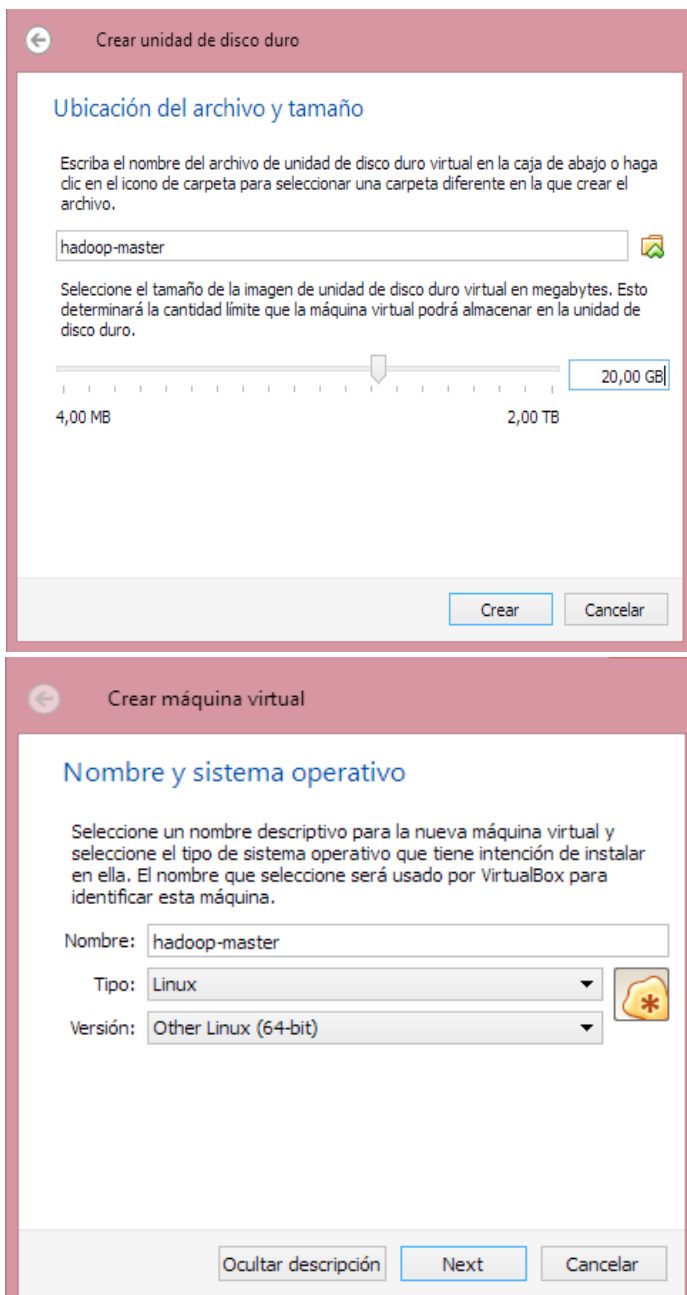 Crear unidad de disco duro
Ubicación del archivo y tamaño
Escriba el nombre del archivo de unidad de disco duro virtual en la caja de abajo o haga
clic en el icono de carpeta para seleccionar una carpeta diferente en la que crear el
archivo.
hadoop-master
Seleccione el tamaño de la imagen de unidad de disco duro virtual en megabytes. Esto
determinará la cantidad límite que la máquina virtual podrá almacenar en la unidad de
disco duro.
20,00 GB
4,00 MB 2,00 TB
Crear Cancelar
Crear máquina virtual
Nombre y sistema operativo
Seleccione un nombre descriptivo para la nueva máquina virtual y
seleccione el tipo de sistema operativo que tiene intención de instalar
en ella. El nombre que seleccione será usado por VirtualBox para
identificar esta máquina.
Nombre: hadoop-master
Tipo: Linux
Versión: Other Linux (64-bit)
Ocultar descripción Next Cancelar